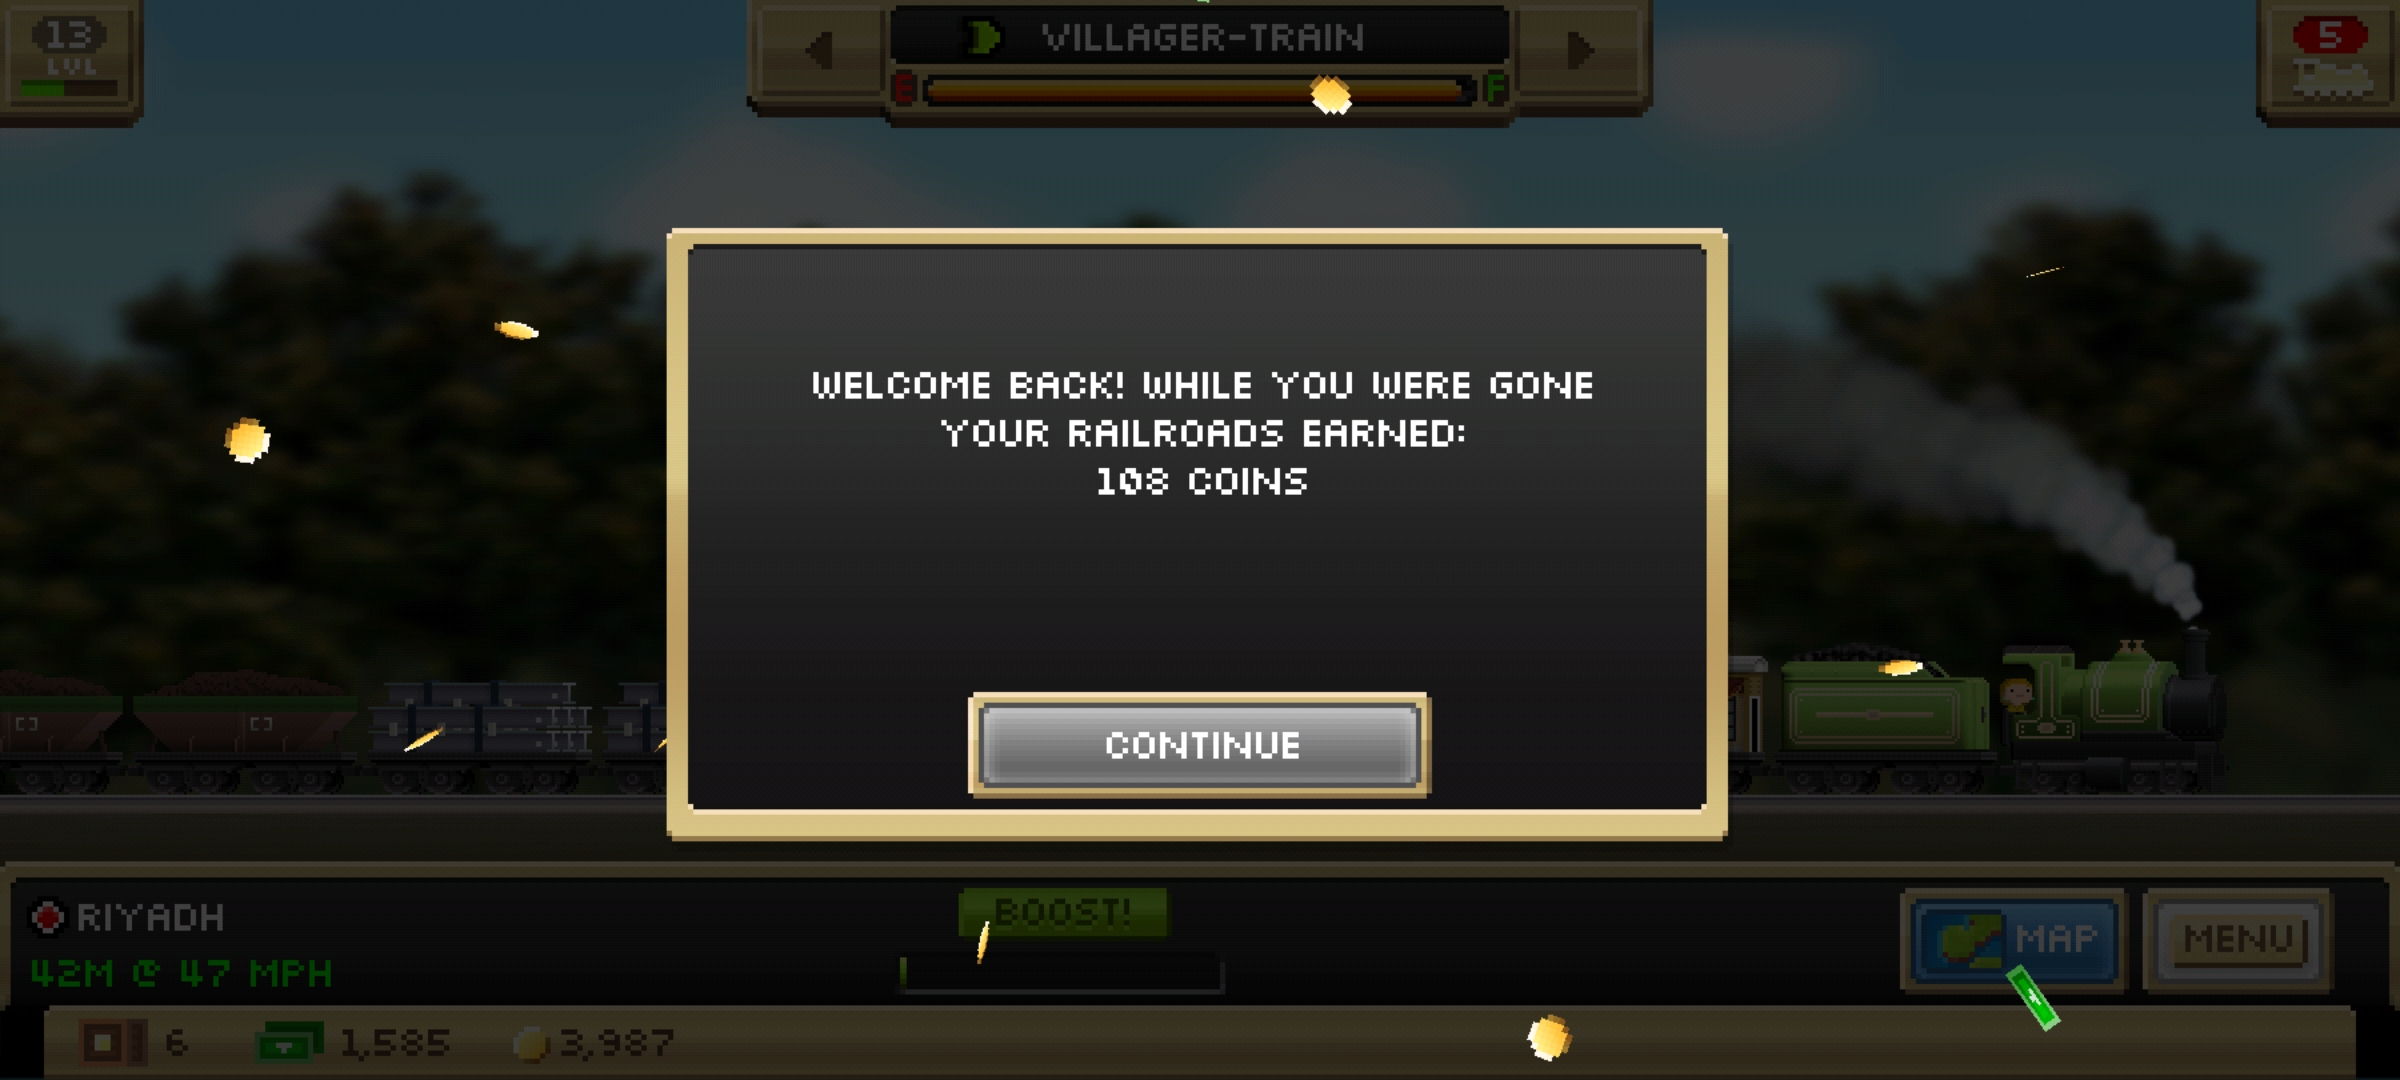 13
LVL
VILLAGER-TRAIN
E F
5
WELCOME BACK! WHILE YOU WERE GONE
YOUR RAILROADS EARNED:
108 COINS
CONTINUE
RIYADH
42M @ 47 MPH
BOOST!
MAP
MENU
6 1,585 3,987